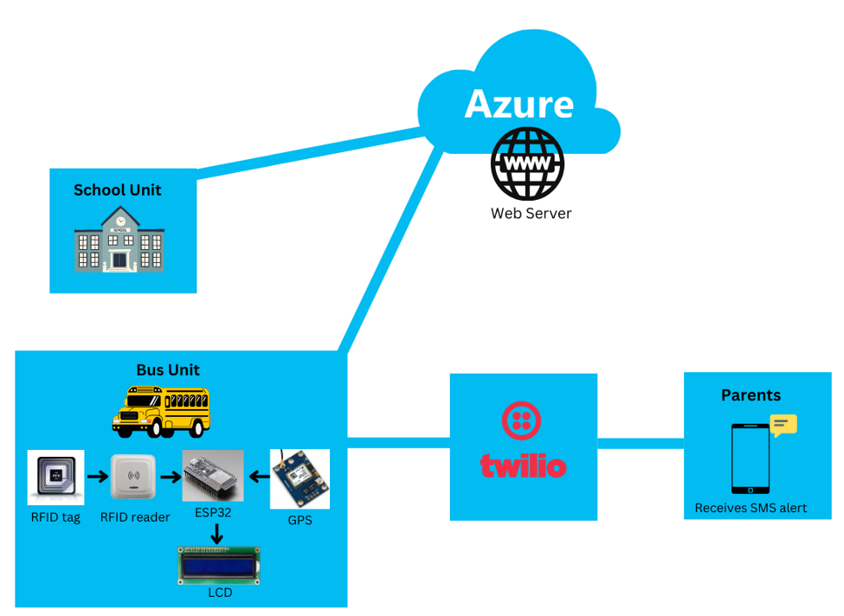 Azure
WWW
Web Server
School Unit
SCHOOL
Bus Unit
RFID tag
RFID reader
ESP32
GPS
LCD
twilio
Parents
Receives SMS alert